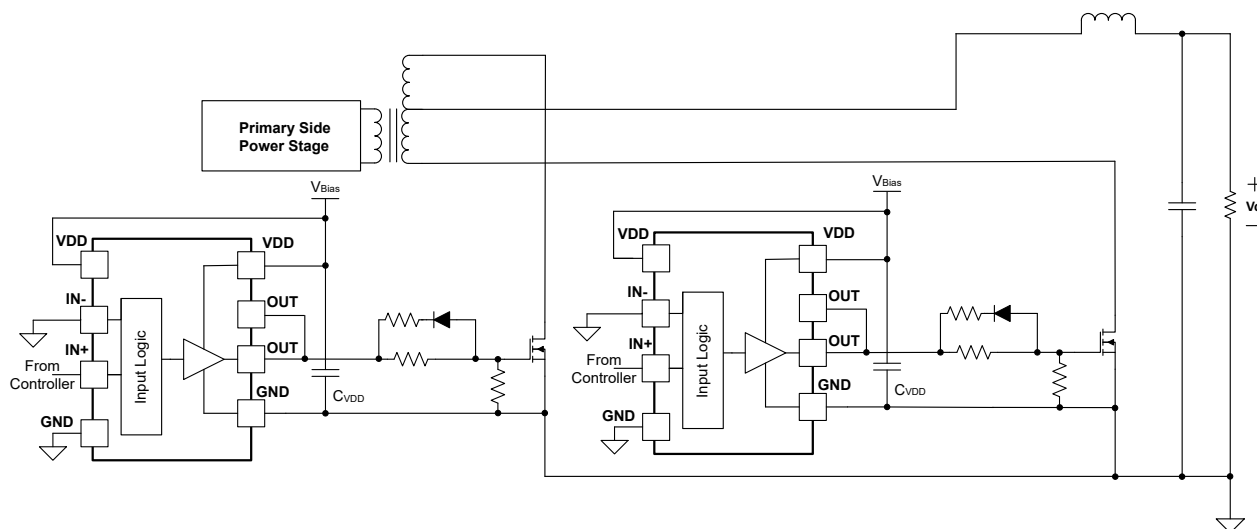 Primary Side
Power Stage
VBias
VDD
VDD
IN-
OUT
IN+
OUT
From
Controller
Input Logic
CVDD
GND
GND
VBias
VDD
VDD
IN-
OUT
IN+
OUT
From
Controller
Input Logic
CVDD
GND
GND
+
–